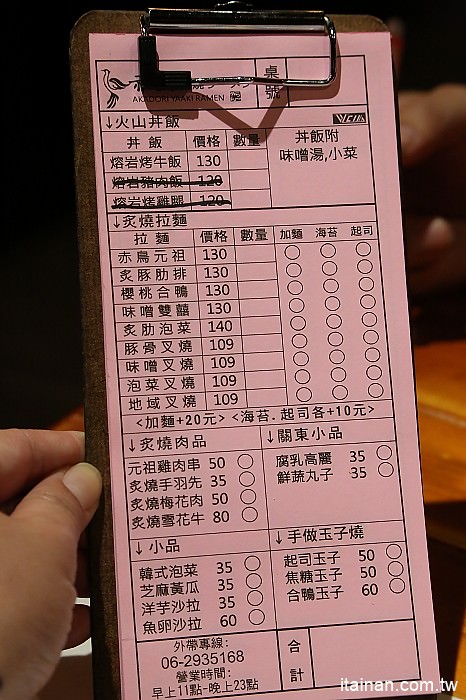 桌號
AKADORI YAAKI RAMEN
↓火山丼飯
丼飯 價格 數量
丼飯附
味噌湯,小菜
熔岩烤牛飯 130
熔岩豬肉飯 120
熔岩烤雞腿 120
↓炙燒拉麵
拉麵 價格 數量 加麵 海苔 起司
赤鳥元祖 130
炙豚肋排 130
櫻桃合鴨 130
味噌雙囍 130
炙肋泡菜 140
豚骨叉燒 109
味噌叉燒 109
泡菜叉燒 109
地域叉燒 109
<加麵+20元> <海苔.起司各+10元>
↓炙燒肉品
元祖雞肉串 50
炙燒手羽先 35
炙燒梅花肉 50
炙燒雪花牛 80
↓關東小品
腐乳高麗 35
鮮蔬丸子 35
↓小品
韓式泡菜 35
芝麻黃瓜 35
洋芋沙拉 35
魚卵沙拉 60
↓手做玉子燒
起司玉子 50
焦糖玉子 50
合鴨玉子 60
外帶專線:
06-2935168
營業時間:
早上11點-晚上23點
合計
itainan.com.tw